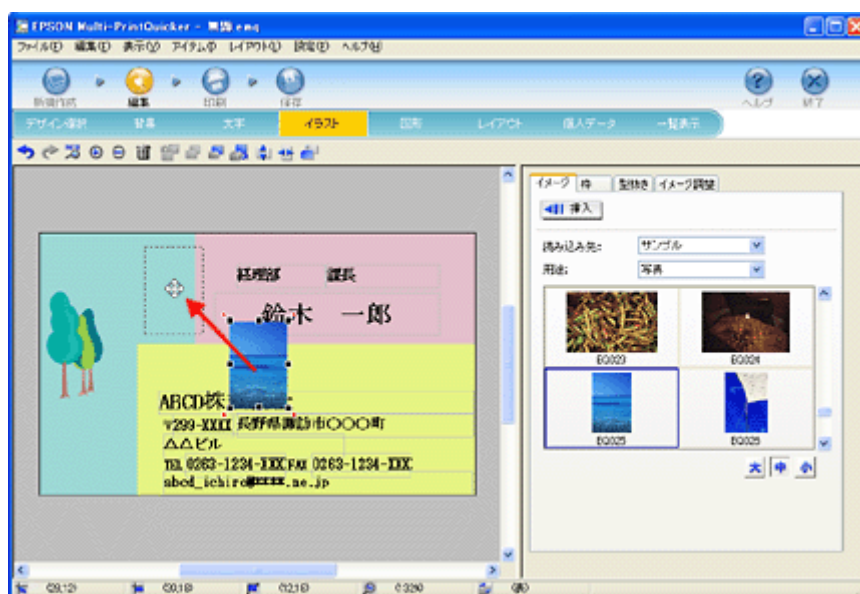 EPSON Multi-PrintQuicker - 無題.emq
ファイル(F) 編集(E) 表示(V) アイテム(I) レイアウト(L) 設定(E) ヘルプ(H)
新規作成 編集 印刷 保存 ヘルプ 終了
デザイン選択 背景 文字 イラスト 図形 レイアウト 個人データ 一覧表示
イメージ 枠 型抜き イメージ調整
挿入
読み込み先: サンプル
用途: 写真
EQ023 EQ024
EQ025 EQ026
大 中 小
経理部 課長
鈴木 一郎
ABCD株
〒299-XXXX 長野県諏訪市〇〇〇町
△△ビル
TEL 0263-1234-XXX FAX 0263-1234-XXX
abcd_ichiro@****.ne.jp